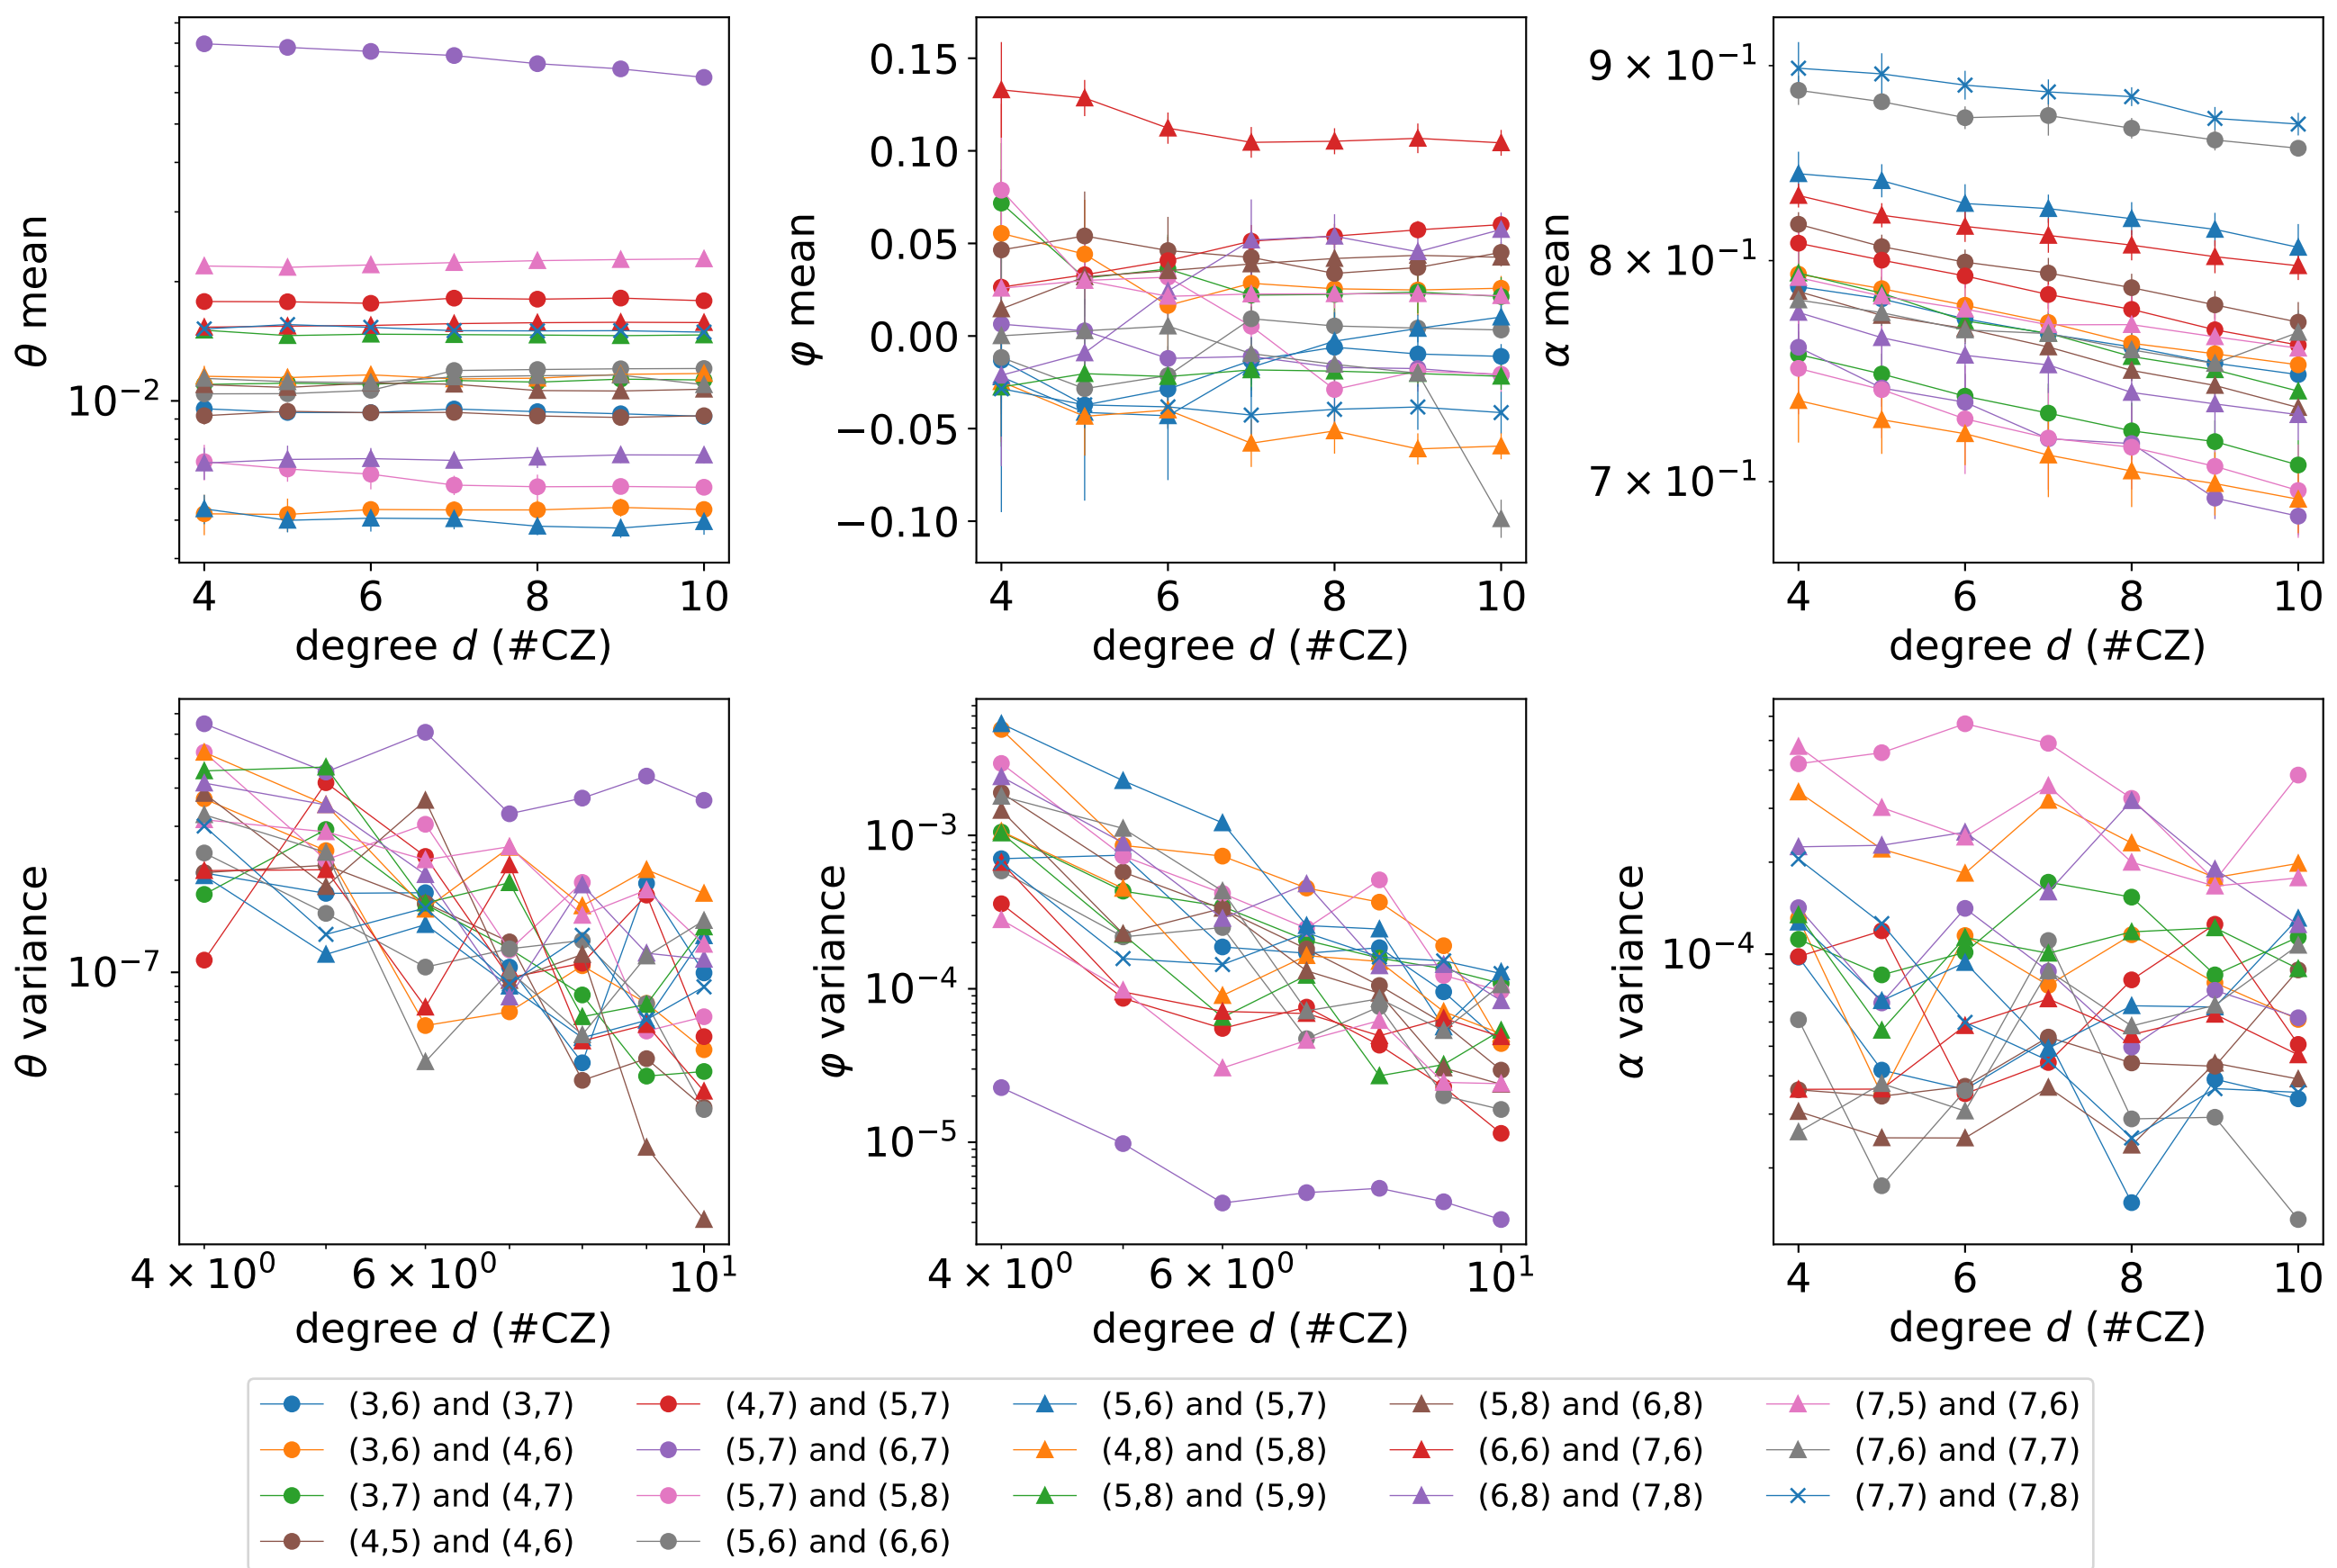 θ mean
10⁻²
4 6 8 10
degree d (#CZ)
φ mean
0.15
0.10
0.05
0.00
−0.05
−0.10
4 6 8 10
degree d (#CZ)
α mean
9 × 10⁻¹
8 × 10⁻¹
7 × 10⁻¹
4 6 8 10
degree d (#CZ)
θ variance
10⁻⁷
4 × 10⁰ 6 × 10⁰ 10¹
degree d (#CZ)
φ variance
10⁻³
10⁻⁴
10⁻⁵
4 × 10⁰ 6 × 10⁰ 10¹
degree d (#CZ)
α variance
10⁻⁴
4 6 8 10
degree d (#CZ)
(3,6) and (3,7)
(3,6) and (4,6)
(3,7) and (4,7)
(4,5) and (4,6)
(4,7) and (5,7)
(5,7) and (6,7)
(5,7) and (5,8)
(5,6) and (6,6)
(5,6) and (5,7)
(4,8) and (5,8)
(5,8) and (5,9)
(5,8) and (6,8)
(6,6) and (7,6)
(6,8) and (7,8)
(7,5) and (7,6)
(7,6) and (7,7)
(7,7) and (7,8)